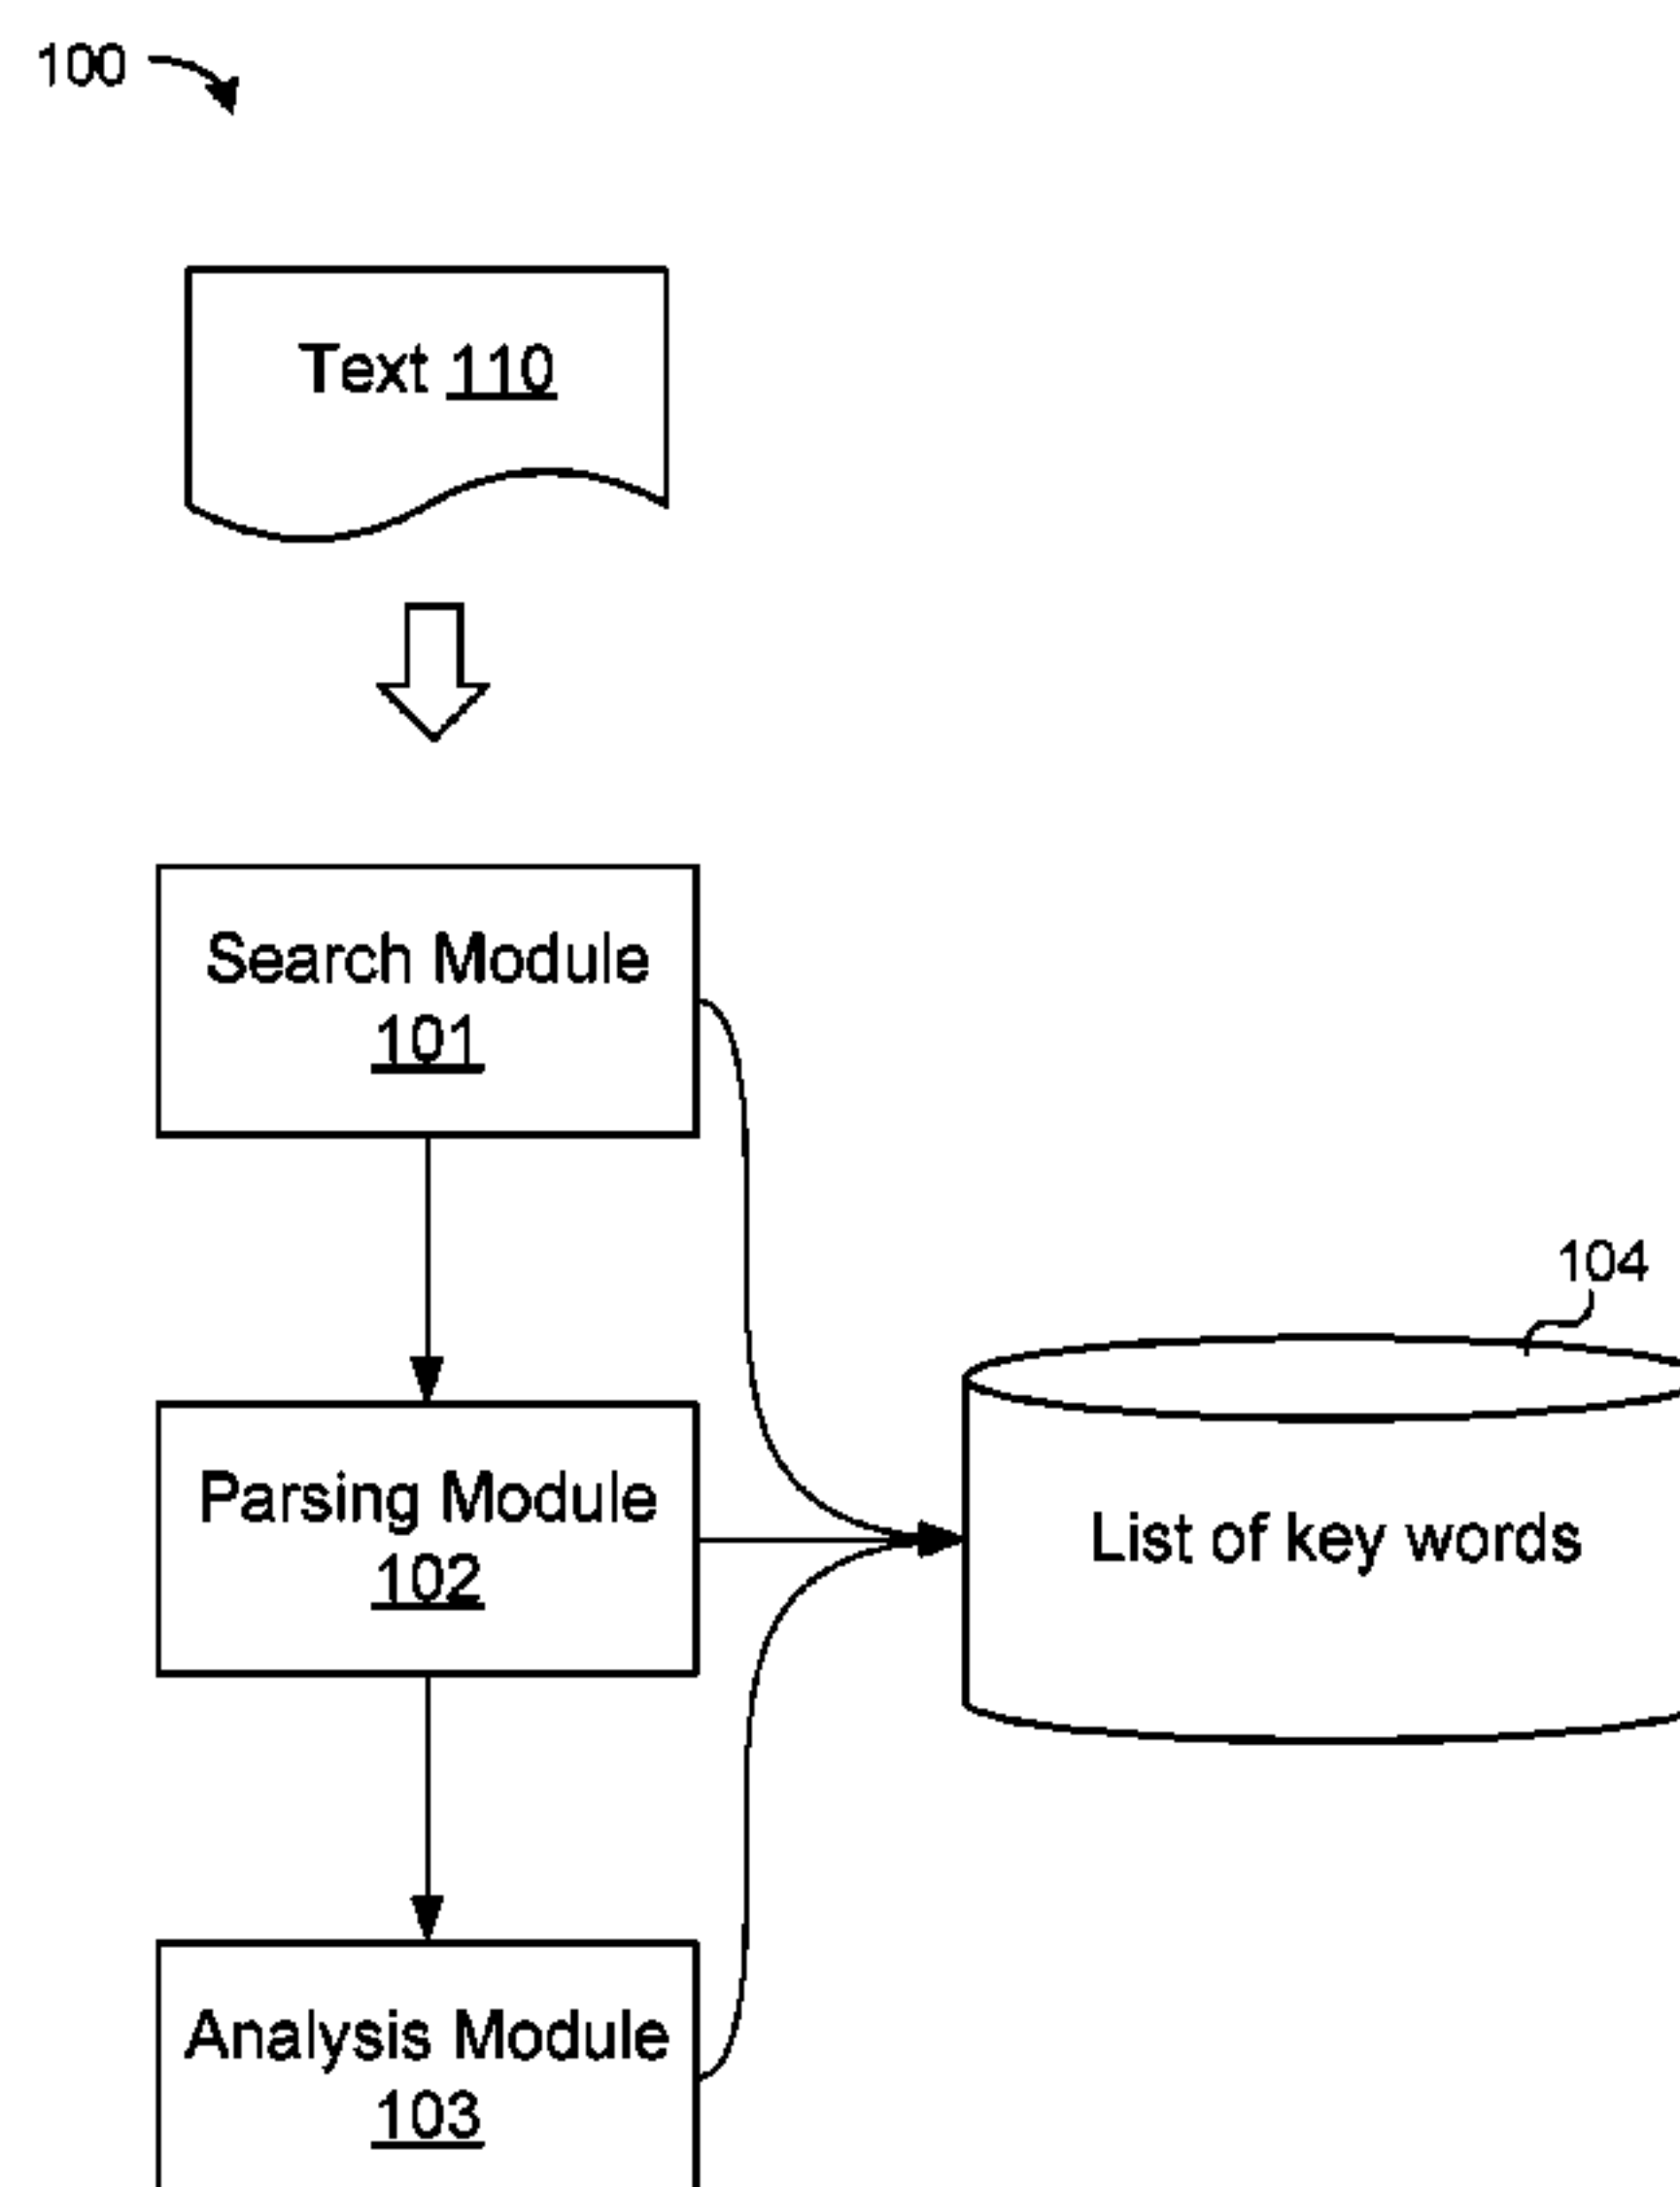 100
Text 110
Search Module
101
104
Parsing Module
102
List of key words
Analysis Module
103